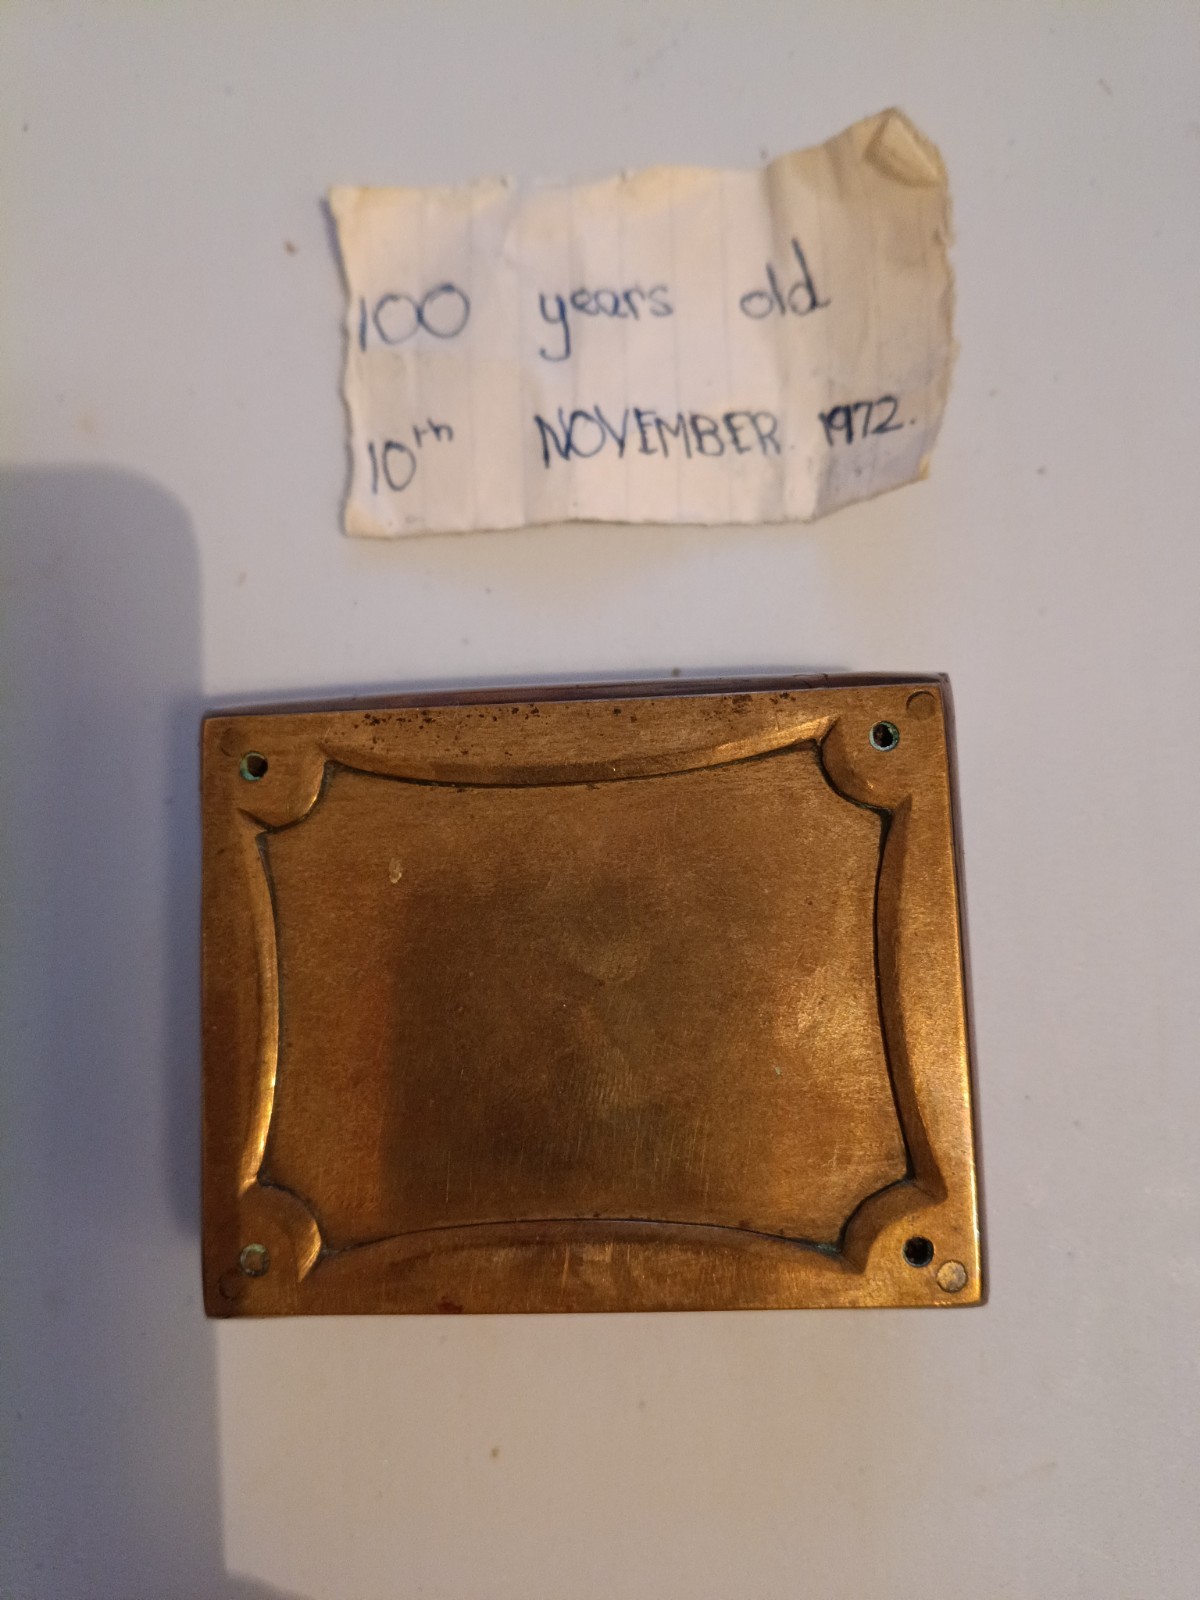 100 years old
10th NOVEMBER 1972.